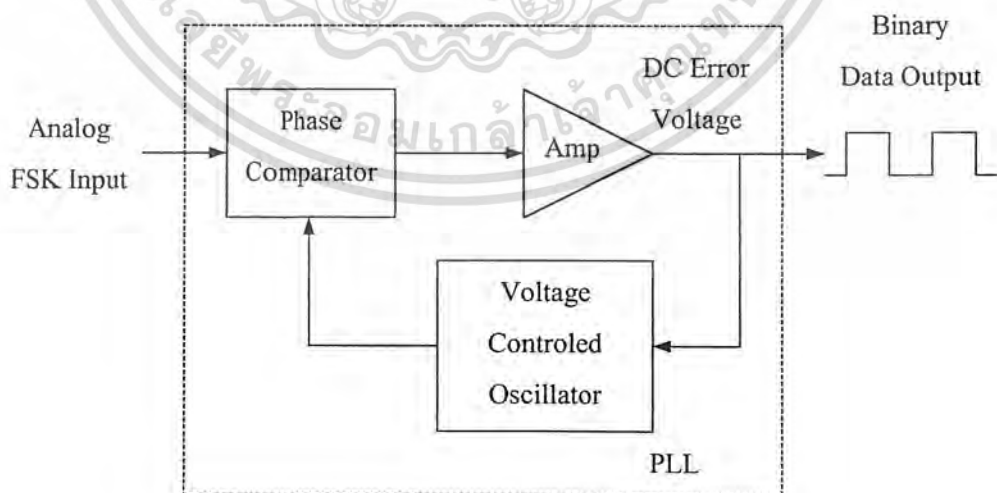 Binary
Data Output
DC Error
Voltage
Analog
FSK Input
Phase
Comparator
Amp
Voltage
Controled
Oscillator
PLL